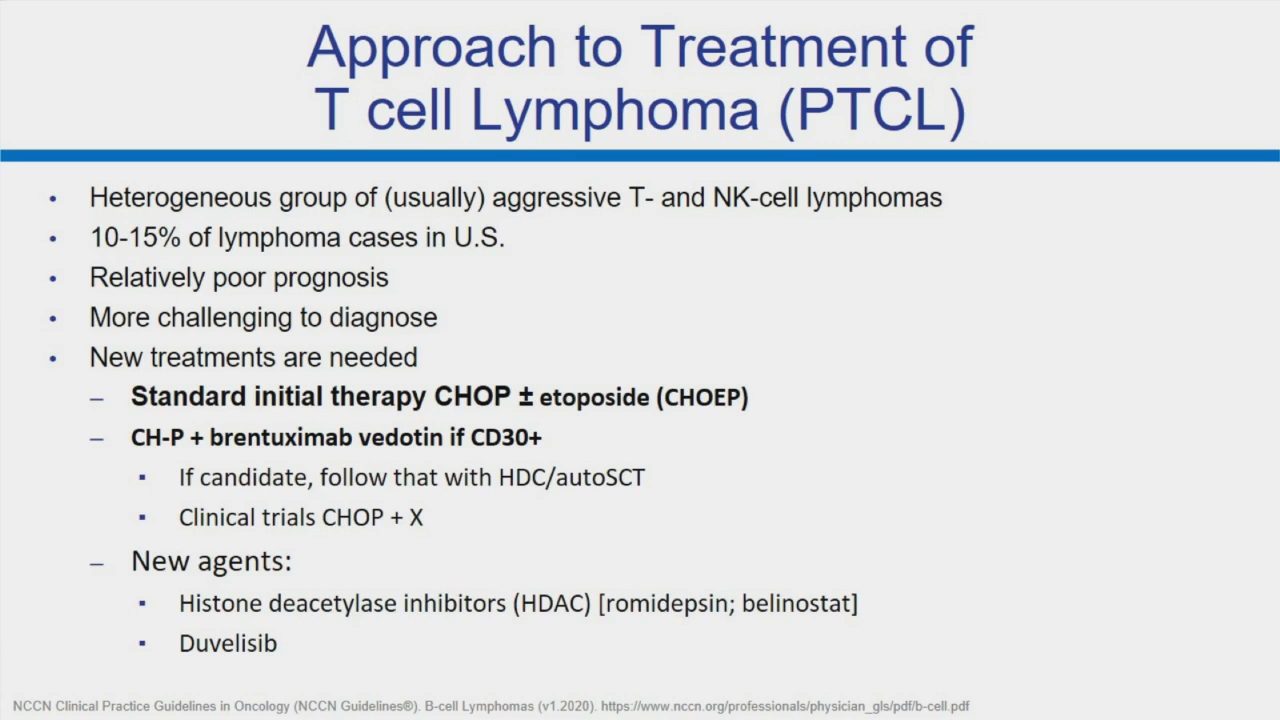 Approach to Treatment of
T cell Lymphoma (PTCL)
• Heterogeneous group of (usually) aggressive T- and NK-cell lymphomas
• 10-15% of lymphoma cases in U.S.
• Relatively poor prognosis
• More challenging to diagnose
• New treatments are needed
– Standard initial therapy CHOP ± etoposide (CHOEP)
– CH-P + brentuximab vedotin if CD30+
▪ If candidate, follow that with HDC/autoSCT
▪ Clinical trials CHOP + X
– New agents:
▪ Histone deacetylase inhibitors (HDAC) [romidepsin; belinostat]
▪ Duvelisib
NCCN Clinical Practice Guidelines in Oncology (NCCN Guidelines®). B-cell Lymphomas (v1.2020). https://www.nccn.org/professionals/physician_gls/pdf/b-cell.pdf